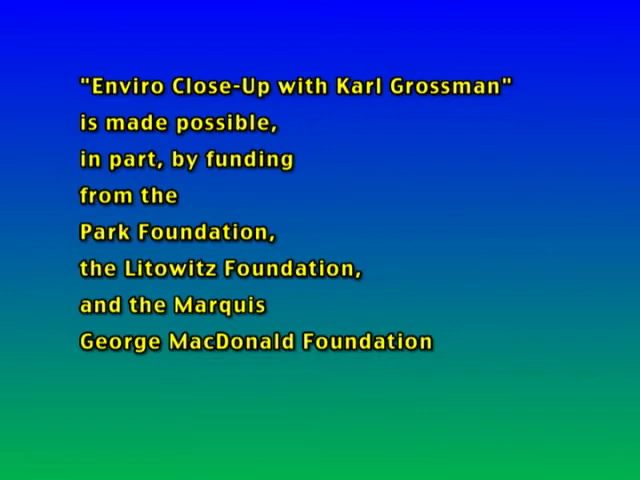 "Enviro Close-Up with Karl Grossman"
is made possible,
in part, by funding
from the
Park Foundation,
the Litowitz Foundation,
and the Marquis
George MacDonald Foundation